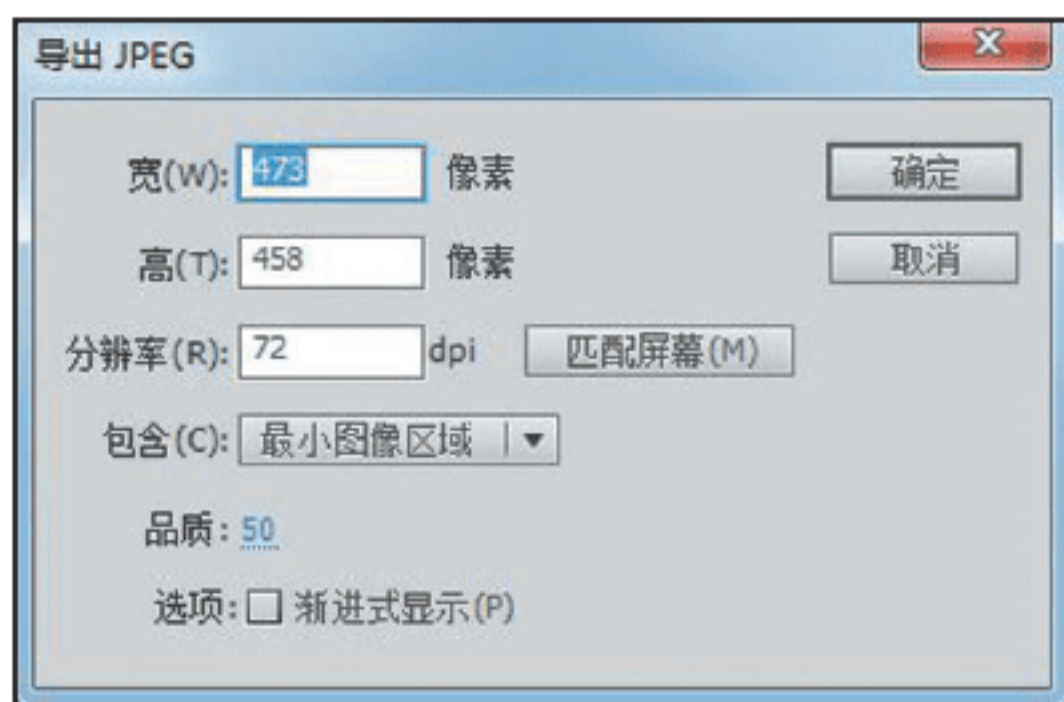 导出 JPEG
宽(W): 473 像素 确定
高(T): 458 像素 取消
分辨率(R): 72 dpi 匹配屏幕(M)
包含(C): 最小图像区域
品质: 50
选项: 渐进式显示(P)